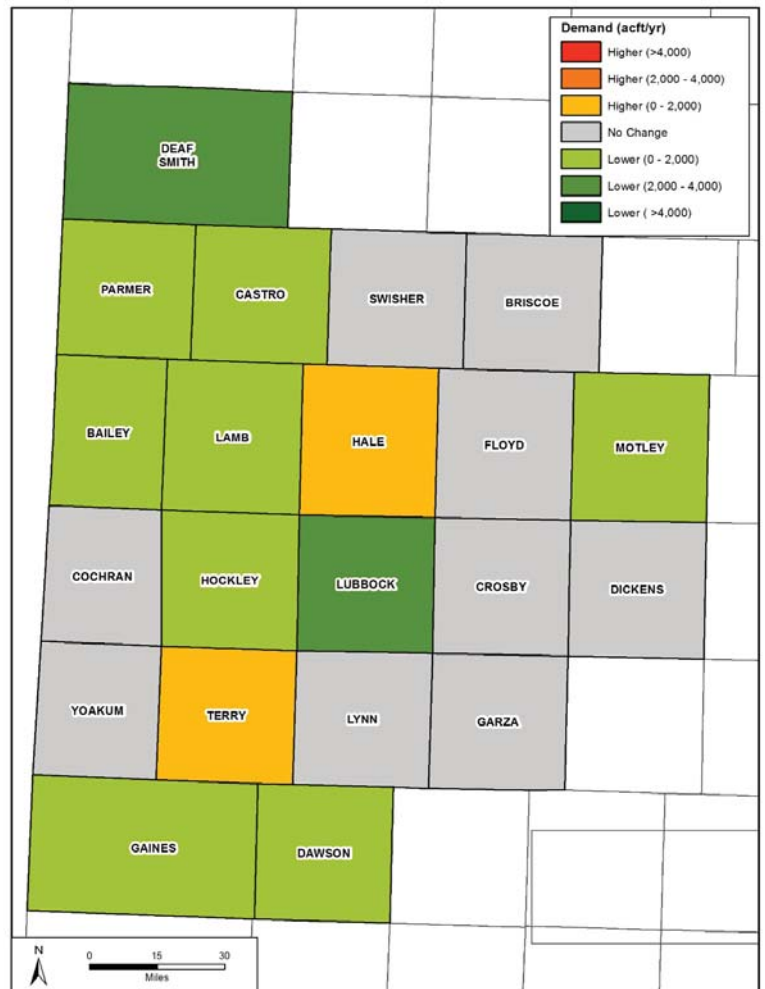 Demand (acft/yr)
Higher (>4,000)
Higher (2,000 - 4,000)
Higher (0 - 2,000)
No Change
Lower (0 - 2,000)
Lower (2,000 - 4,000)
Lower ( >4,000)
DEAF
SMITH
PARMER
CASTRO
SWISHER
BRISCOE
BAILEY
LAMB
HALE
FLOYD
MOTLEY
COCHRAN
HOCKLEY
LUBBOCK
CROSBY
DICKENS
YOAKUM
TERRY
LYNN
GARZA
GAINES
DAWSON
N
0 15 30
Miles